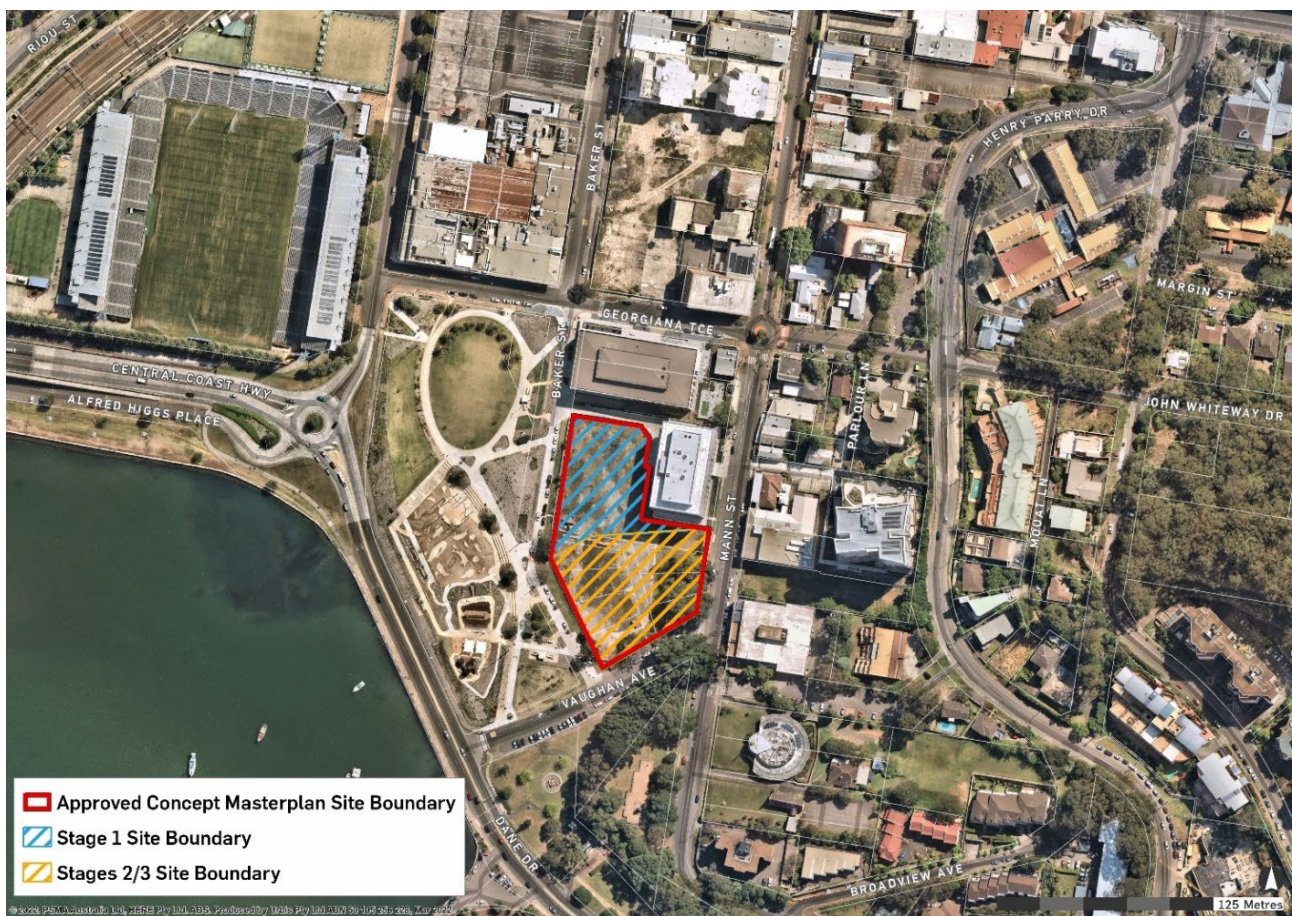 RIOU ST
BAKER ST
HENRY PARRY DR
MARGIN ST
GEORGIANA TCE
BAKER ST
CENTRAL COAST HWY
ALFRED HIGGS PLACE
PARLOUR LN
JOHN WHITEWAY DR
MANN ST
MOUAT LN
VAUGHAN AVE
DANE DR
BROADVIEW AVE
Approved Concept Masterplan Site Boundary
Stage 1 Site Boundary
Stages 2/3 Site Boundary
125 Metres